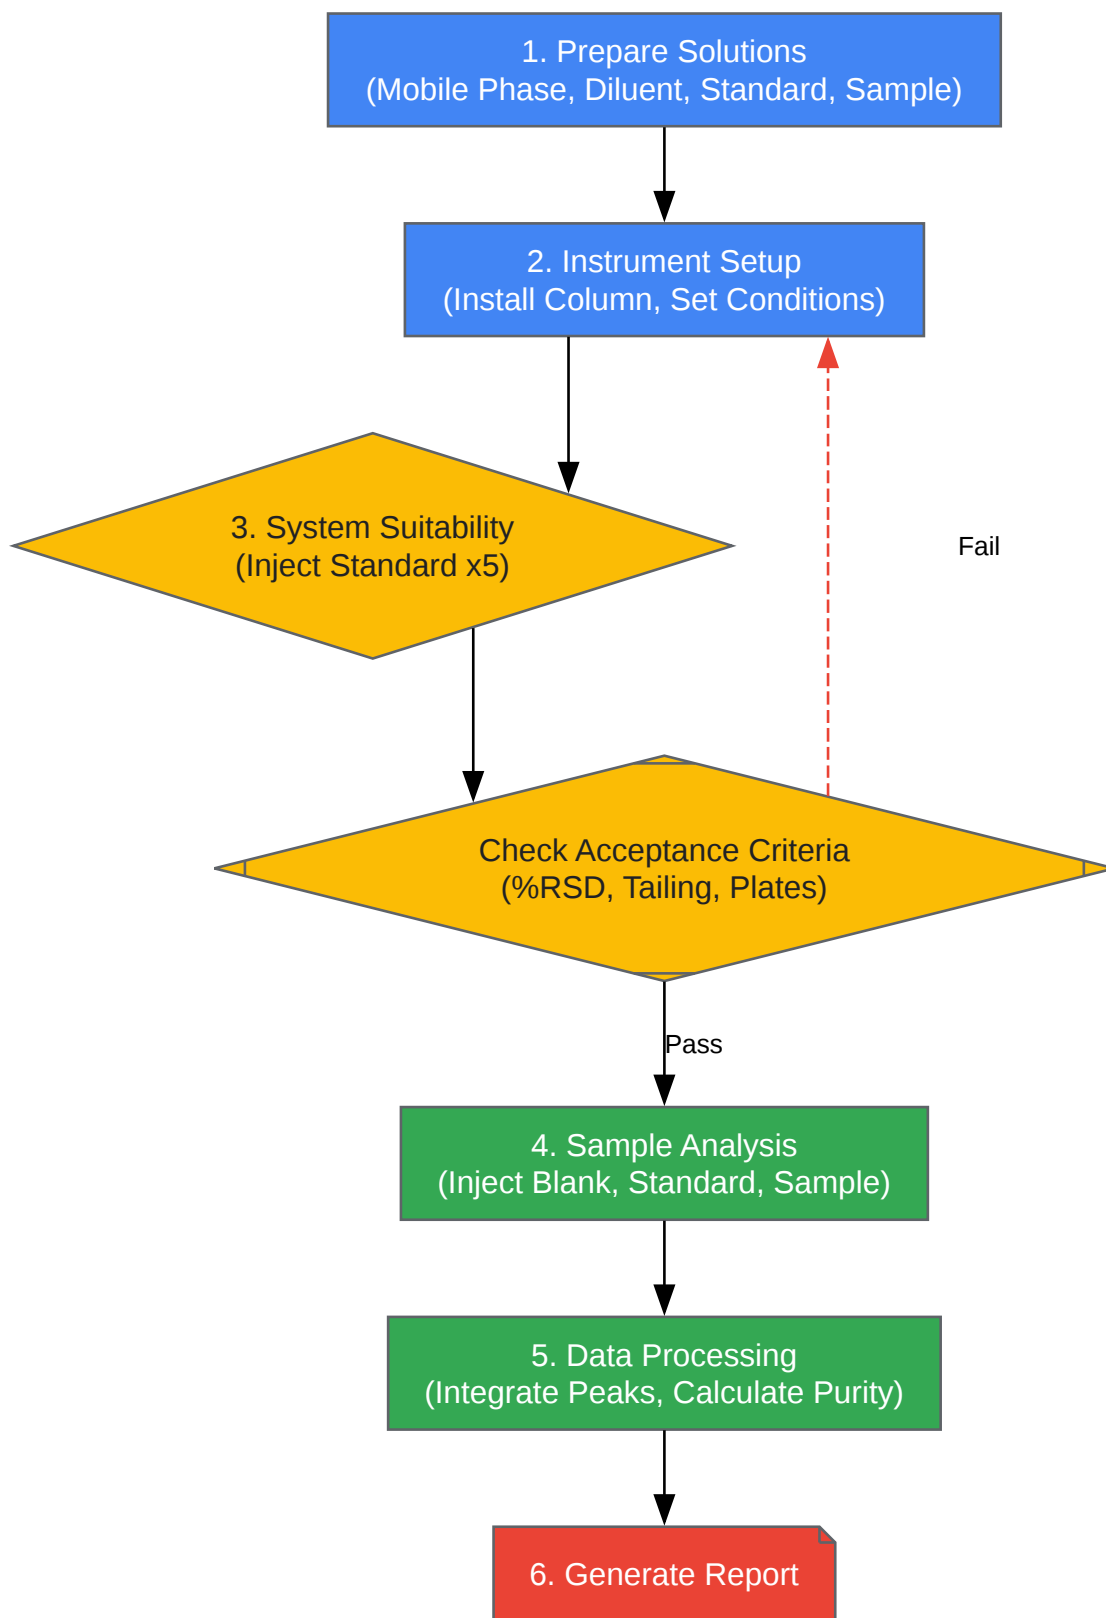 1. Prepare Solutions
(Mobile Phase, Diluent, Standard, Sample)
2. Instrument Setup
(Install Column, Set Conditions)
3. System Suitability
(Inject Standard x5)
Fail
Check Acceptance Criteria
(%RSD, Tailing, Plates)
Pass
4. Sample Analysis
(Inject Blank, Standard, Sample)
5. Data Processing
(Integrate Peaks, Calculate Purity)
6. Generate Report